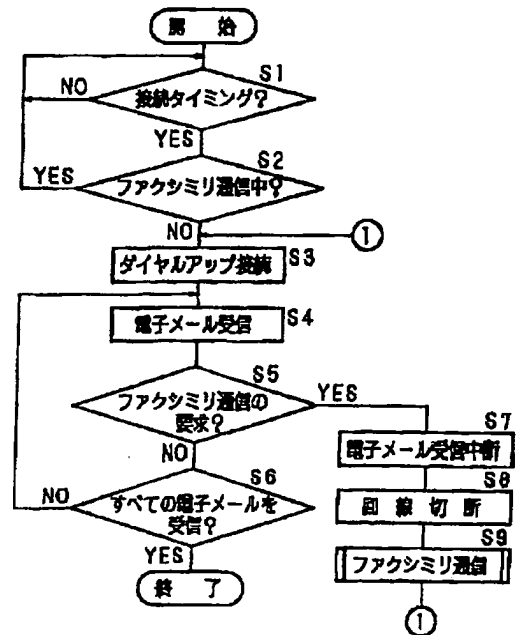 開 始
S1
NO
接続タイミング?
YES
S2
YES
ファクシミリ通信中?
NO
1
ダイヤルアップ接続
S3
電子メール受信
S4
S5
ファクシミリ通信の
要求?
YES
NO
S6
NO
すべての電子メールを
受信?
YES
終 了
S7
電子メール受信中断
S8
回 線 切 断
S9
ファクシミリ通信
1